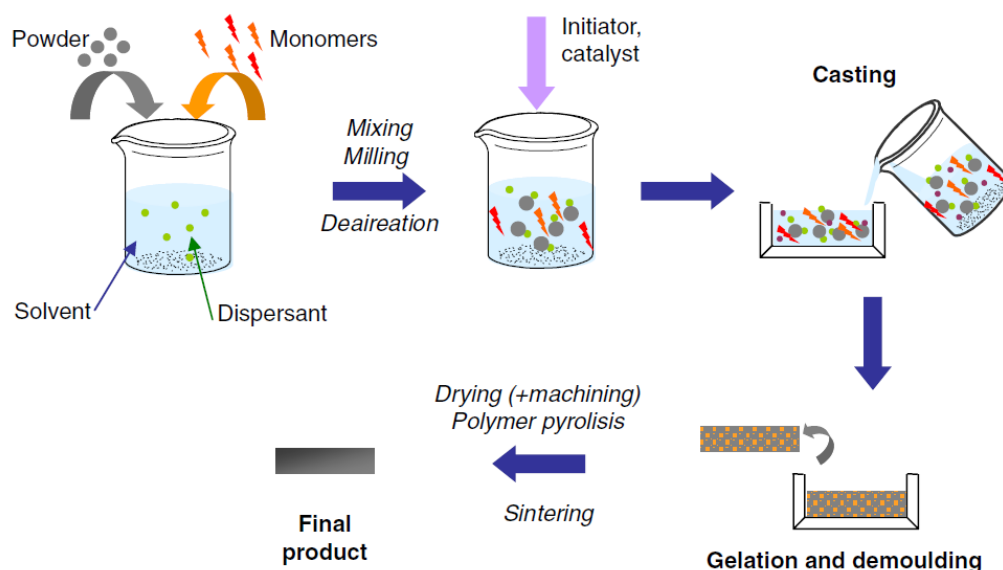 Powder
Monomers
Initiator,
catalyst
Casting
Mixing
Milling
Deaireation
Solvent
Dispersant
Drying (+machining)
Polymer pyrolisis
Sintering
Final
product
Gelation and demoulding